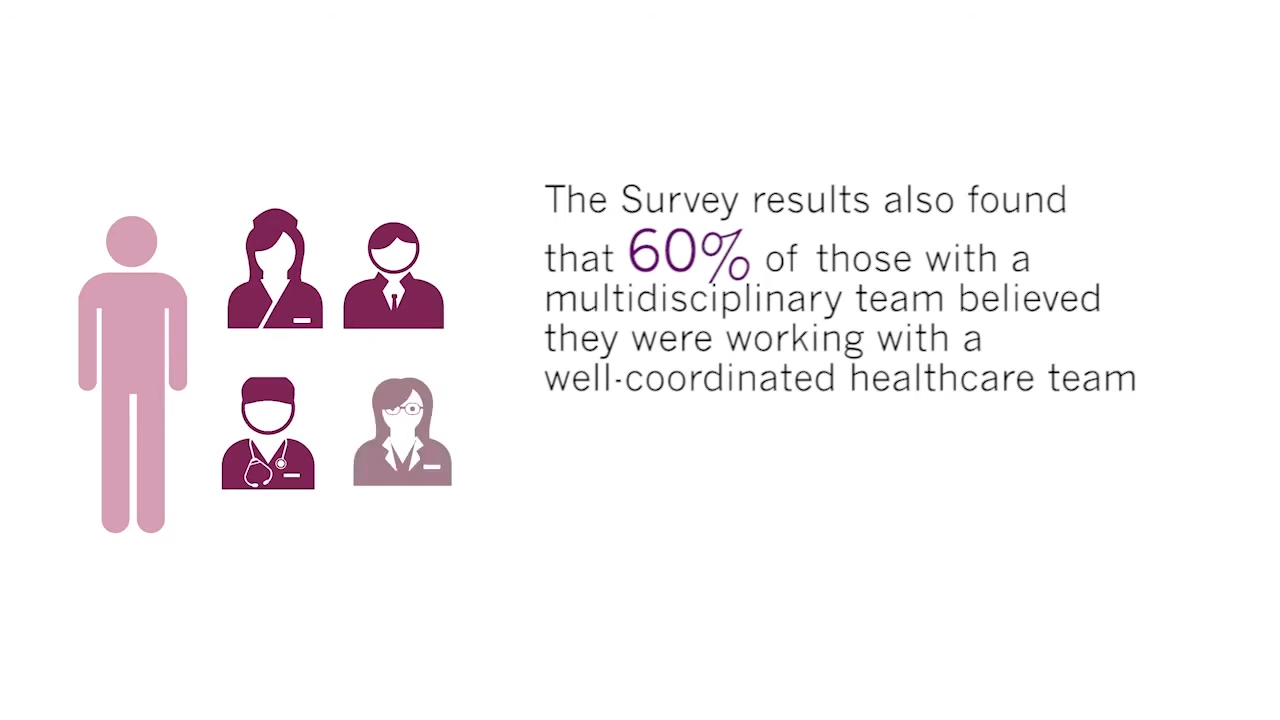 The Survey results also found
that 60% of those with a
multidisciplinary team believed
they were working with a
well-coordinated healthcare team